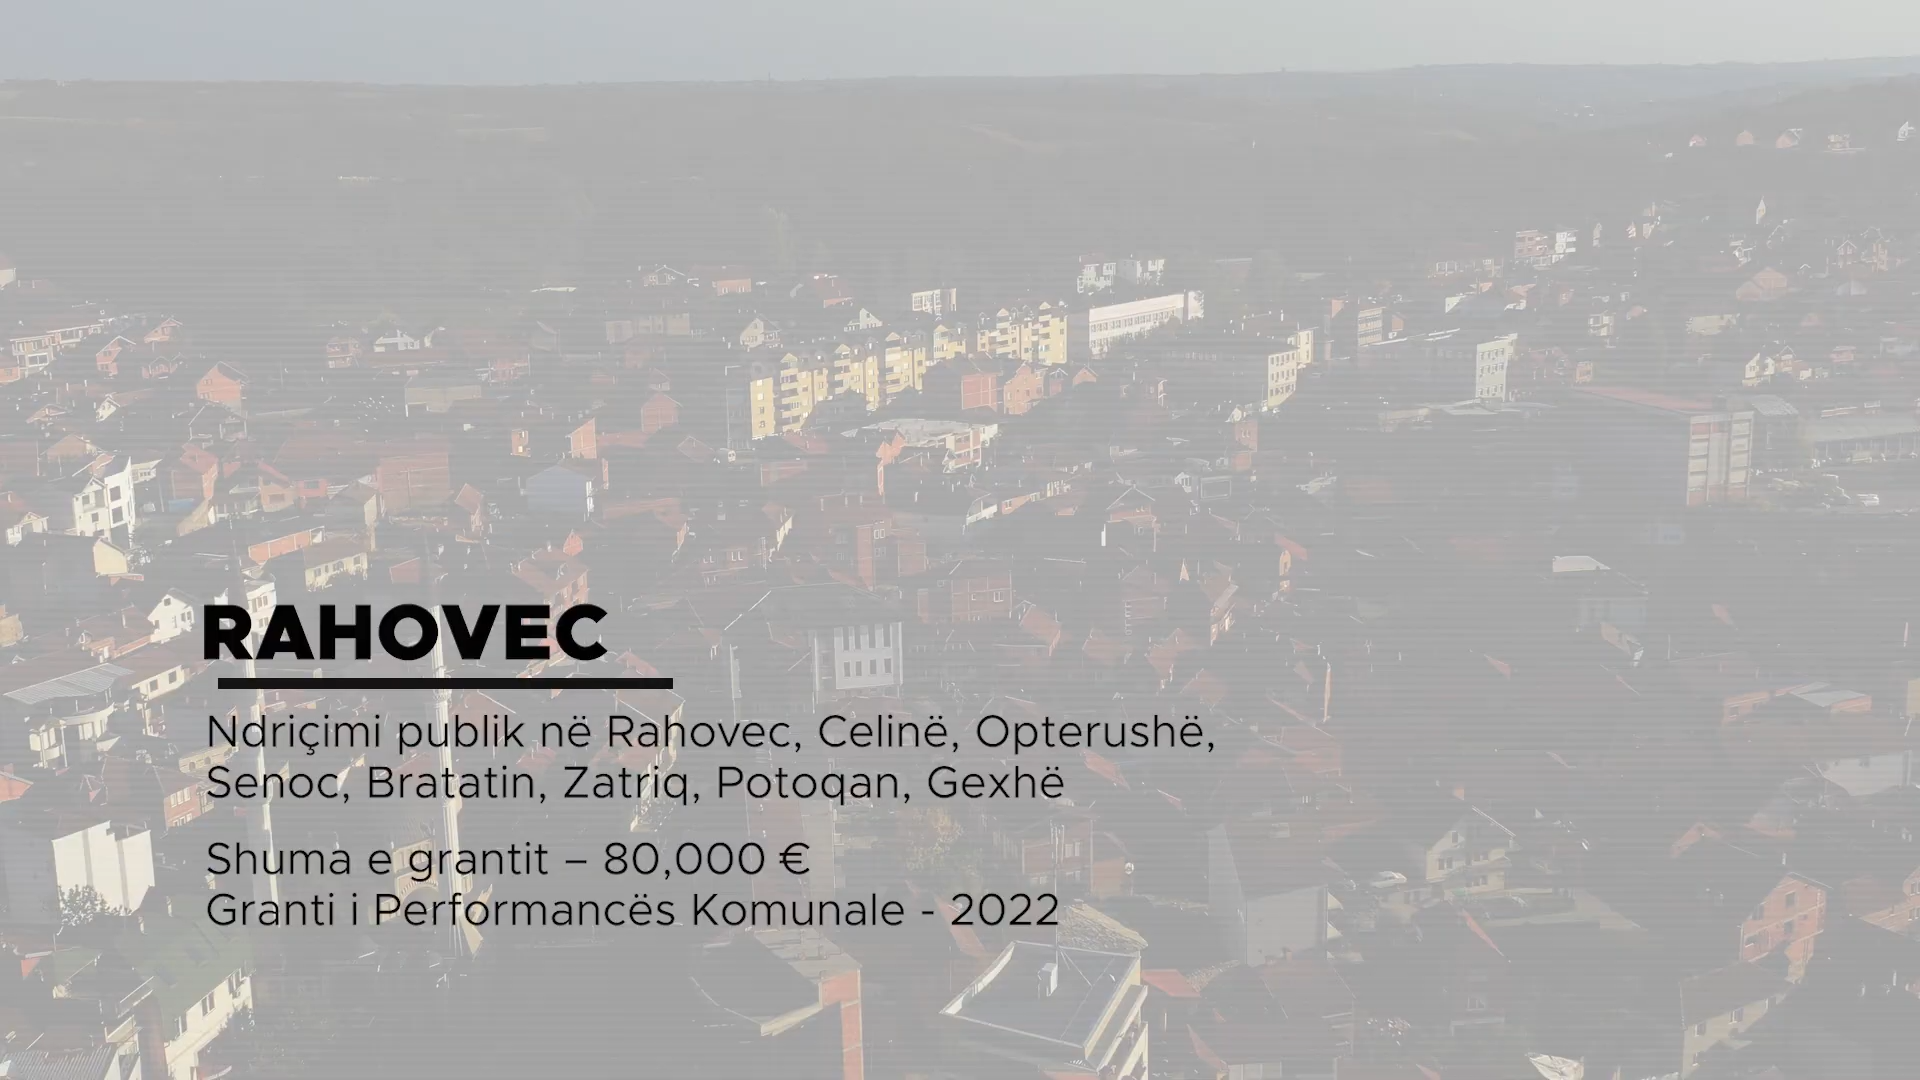 RAHOVEC
Ndriçimi publik në Rahovec, Celinë, Opterushë,
Senoc, Bratatin, Zatriq, Potoqan, Gexhë
Shuma e grantit – 80,000 €
Granti i Performancës Komunale - 2022